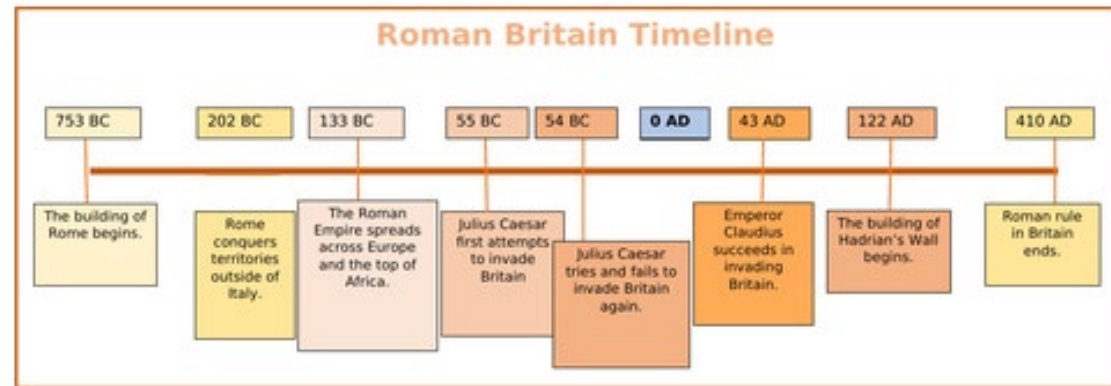 Roman Britain Timeline
753 BC
202 BC
133 BC
55 BC
54 BC
0 AD
43 AD
122 AD
410 AD
The building of
Rome begins.
Rome
conquers
territories
outside of
Italy.
The Roman
Empire spreads
across Europe
and the top of
Africa.
Julius Caesar
first attempts
to invade
Britain
Julius Caesar
tries and fails to
invade Britain
again.
Emperor
Claudius
succeeds in
invading
Britain.
The building of
Hadrian's Wall
begins.
Roman rule
in Britain
ends.